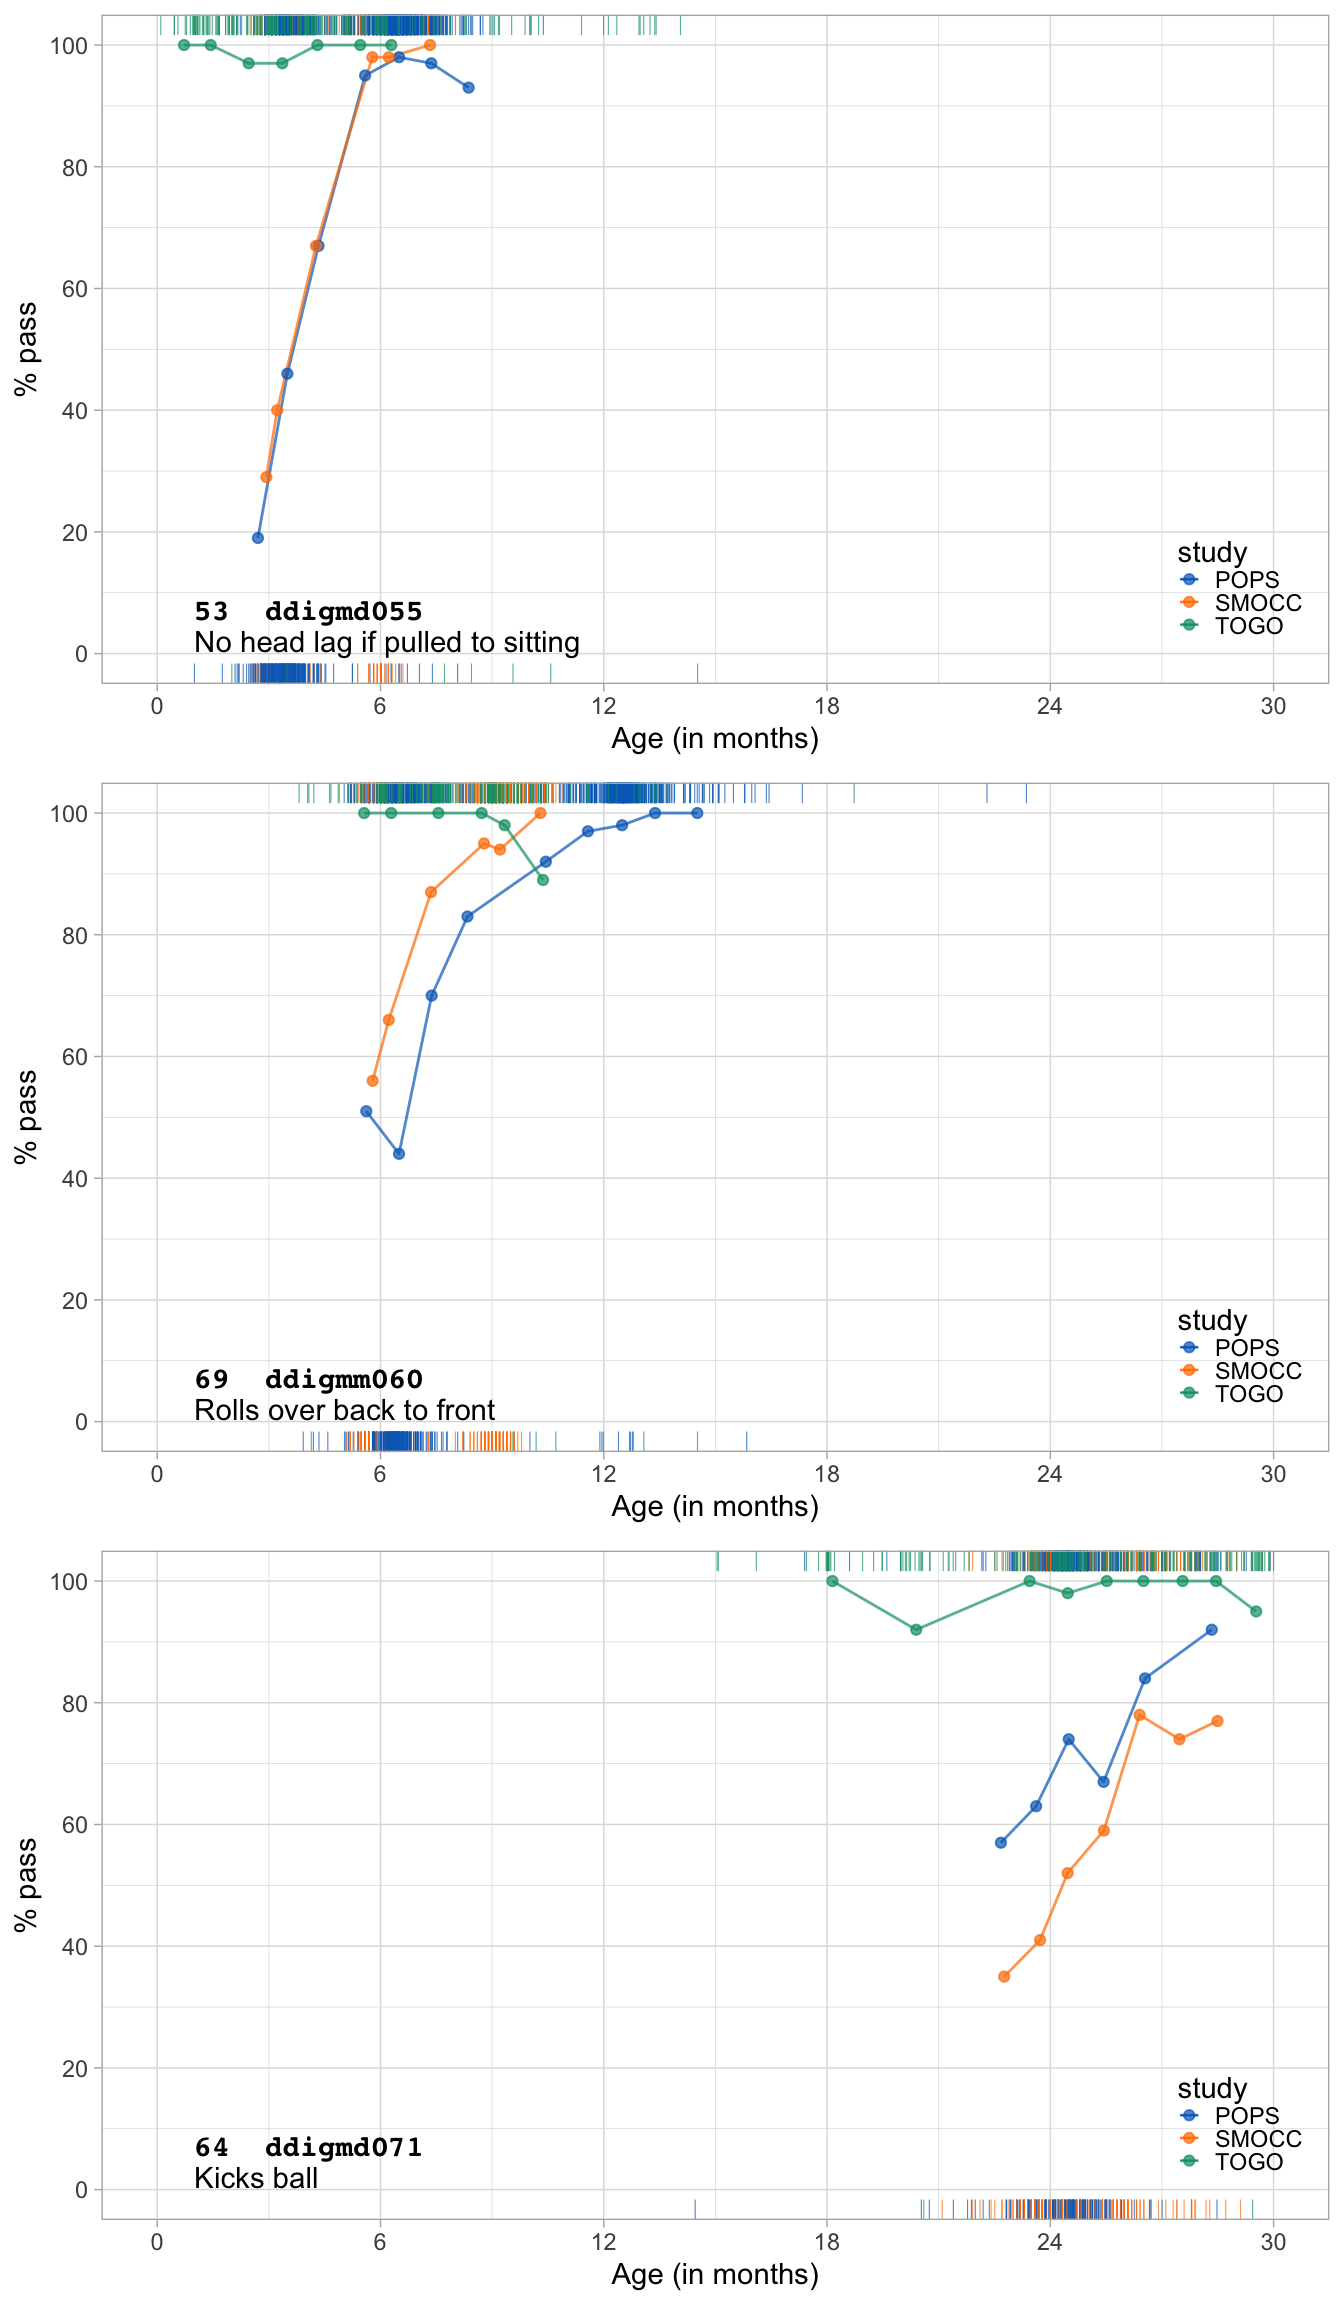 100
80
60
40
20
0
% pass
53 ddigmd055
No head lag if pulled to sitting
study
POPS
SMOCC
TOGO
0 6 12 18 24 30
Age (in months)
100
80
60
40
20
0
% pass
69 ddigmm060
Rolls over back to front
study
POPS
SMOCC
TOGO
0 6 12 18 24 30
Age (in months)
100
80
60
40
20
0
% pass
64 ddigmd071
Kicks ball
study
POPS
SMOCC
TOGO
0 6 12 18 24 30
Age (in months)